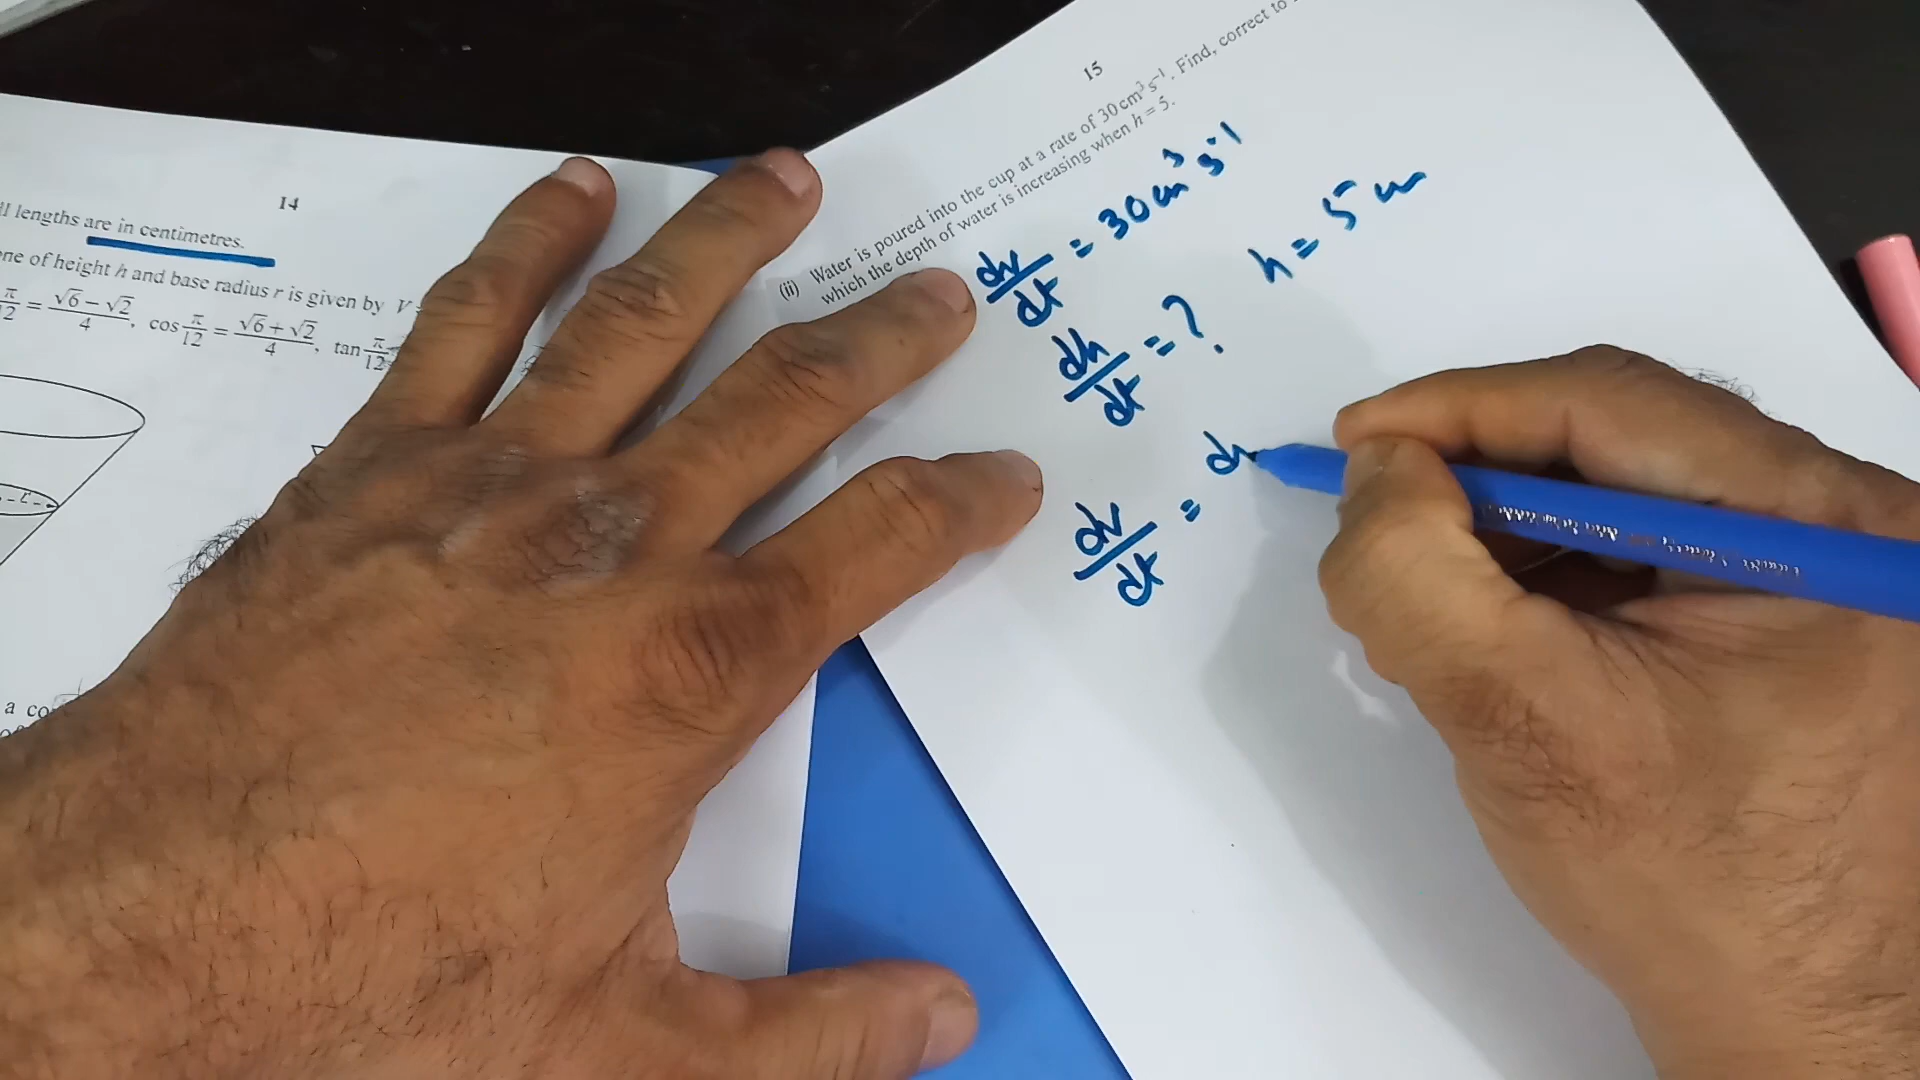 14
ll lengths are in centimetres.
ne of height h and base radius r is given by V
π/12 = (√6 − √2)/4, cos π/12 = (√6 + √2)/4, tan π/12
r
a co
15
(ii) Water is poured into the cup at a rate of 30 cm³ s⁻¹. Find, correct to
which the depth of water is increasing when h = 5.
dv/dt = 30 cm³ s⁻¹
h = 5 cm
dh/dt = ?
dv/dt = dv